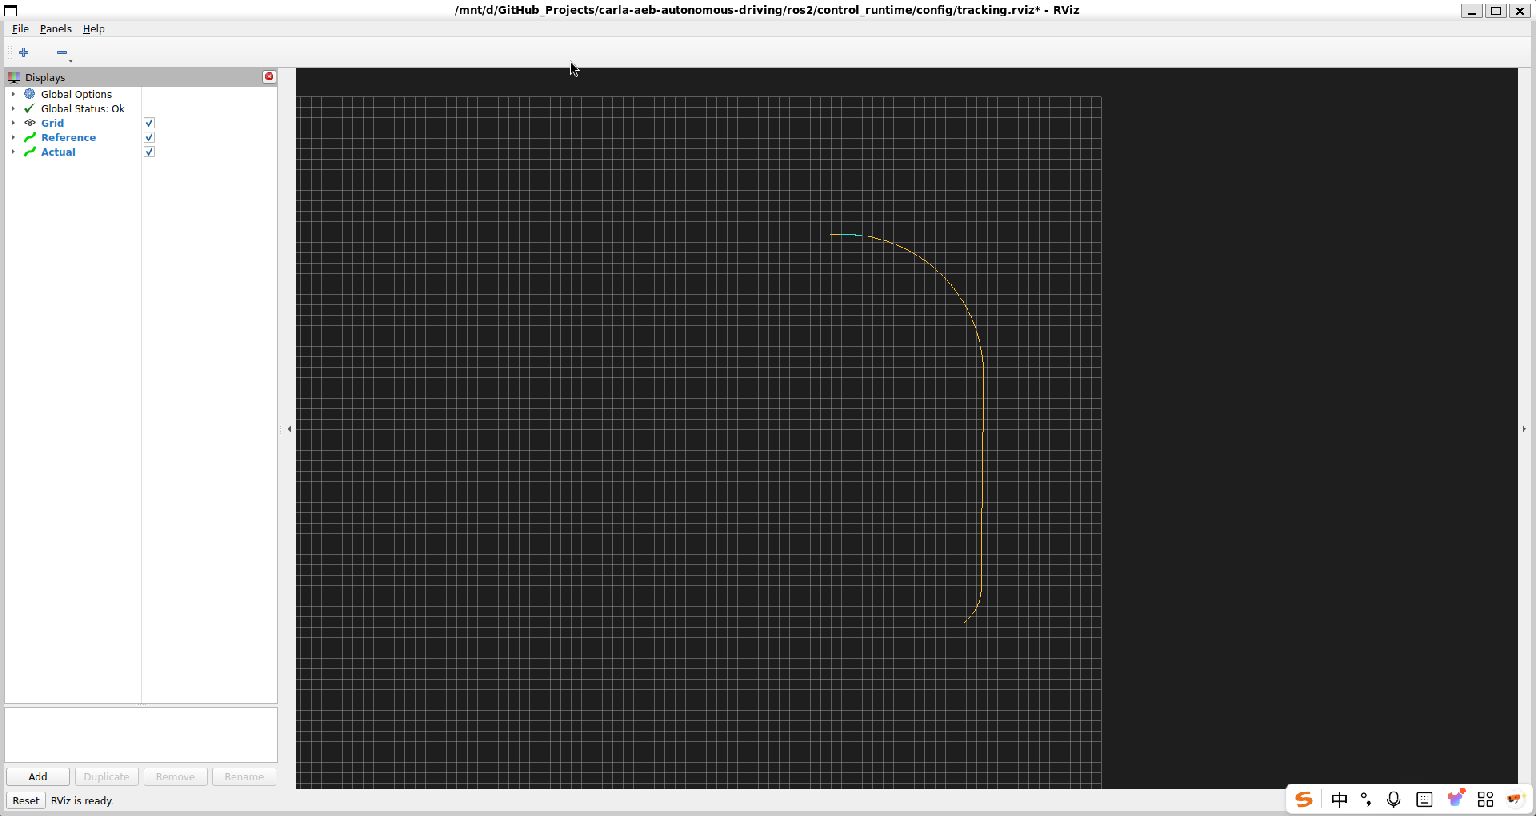 /mnt/d/GitHub_Projects/carla-aeb-autonomous-driving/ros2/control_runtime/config/tracking.rviz* - RViz
File Panels Help
Displays
Global Options
Global Status: Ok
Grid
Reference
Actual
Add Duplicate Remove Rename
Reset RViz is ready.
S 中